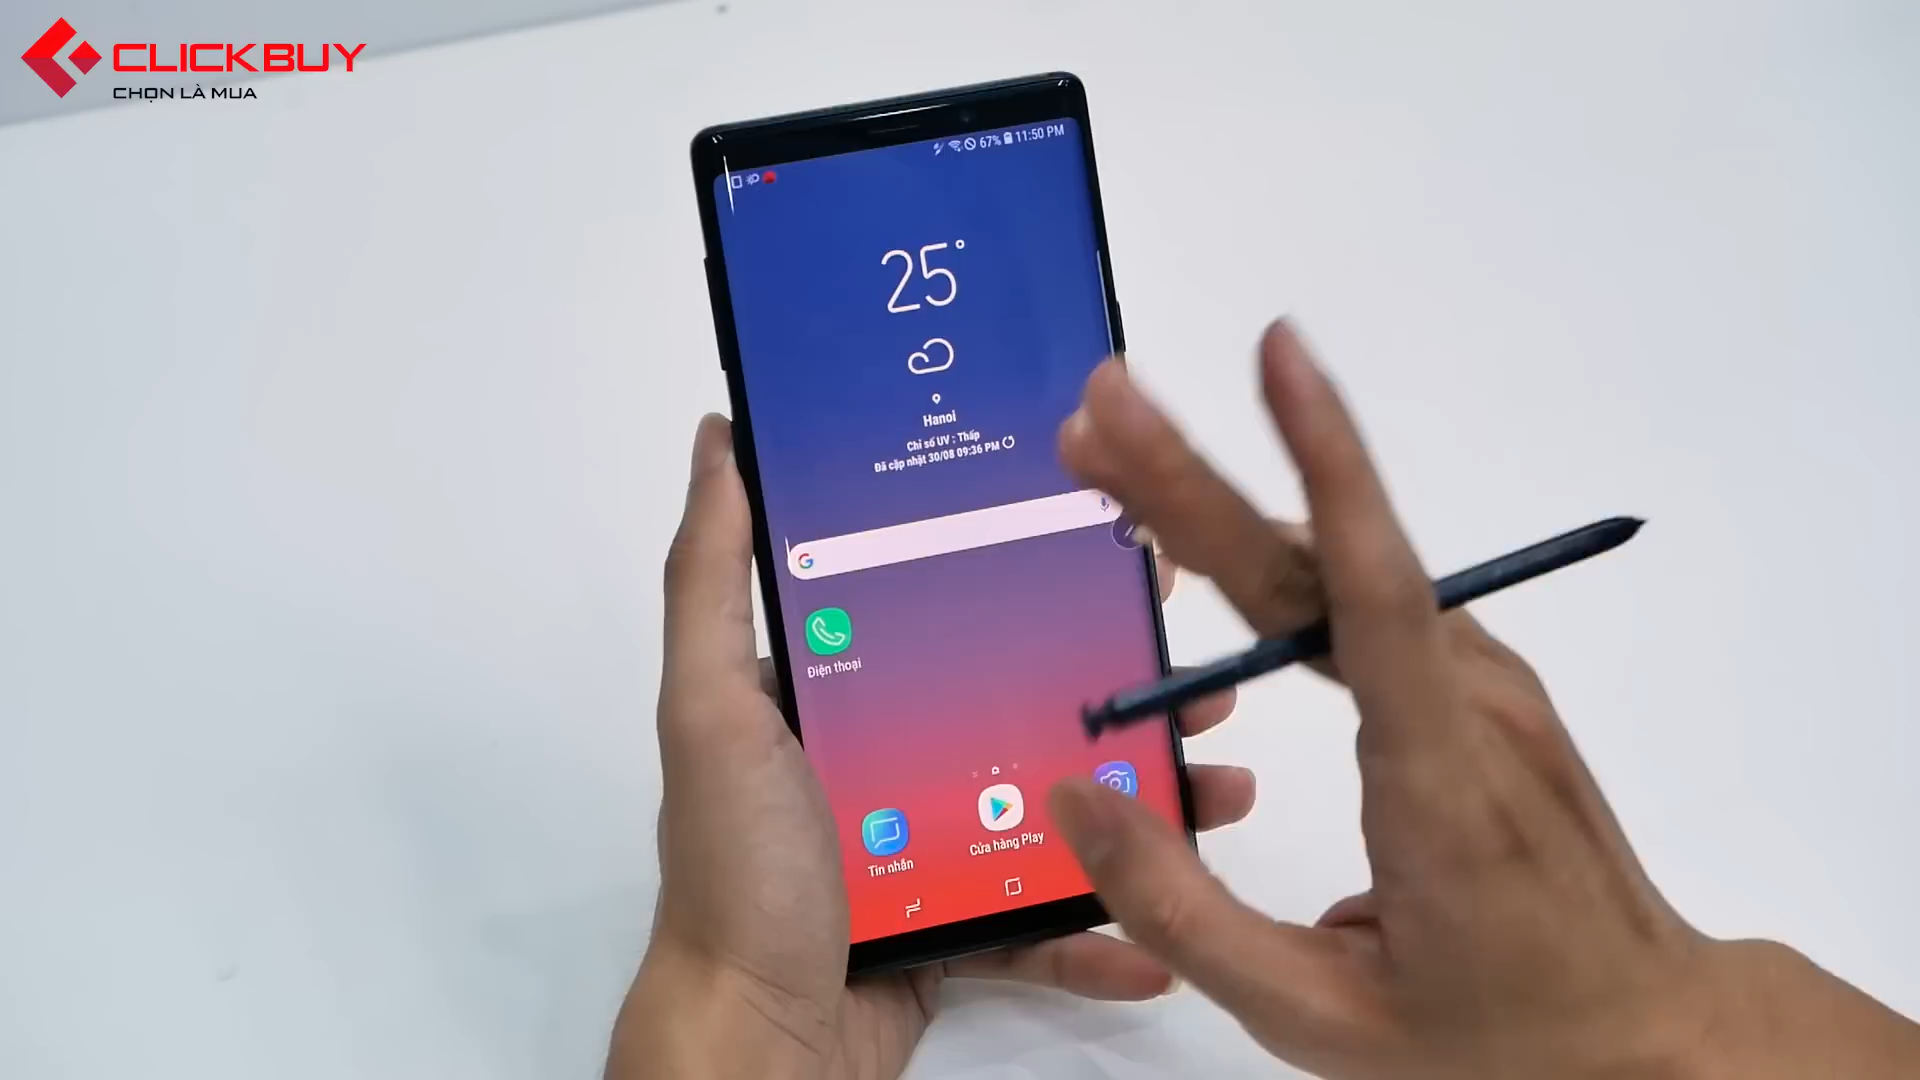 CLICKBUY
CHỌN LÀ MUA
67% 11:50 PM
25°
Hanoi
Chỉ số UV : Thấp
Đã cập nhật 30/08 09:36 PM
G
Điện thoại
Tin nhắn
Cửa hàng Play